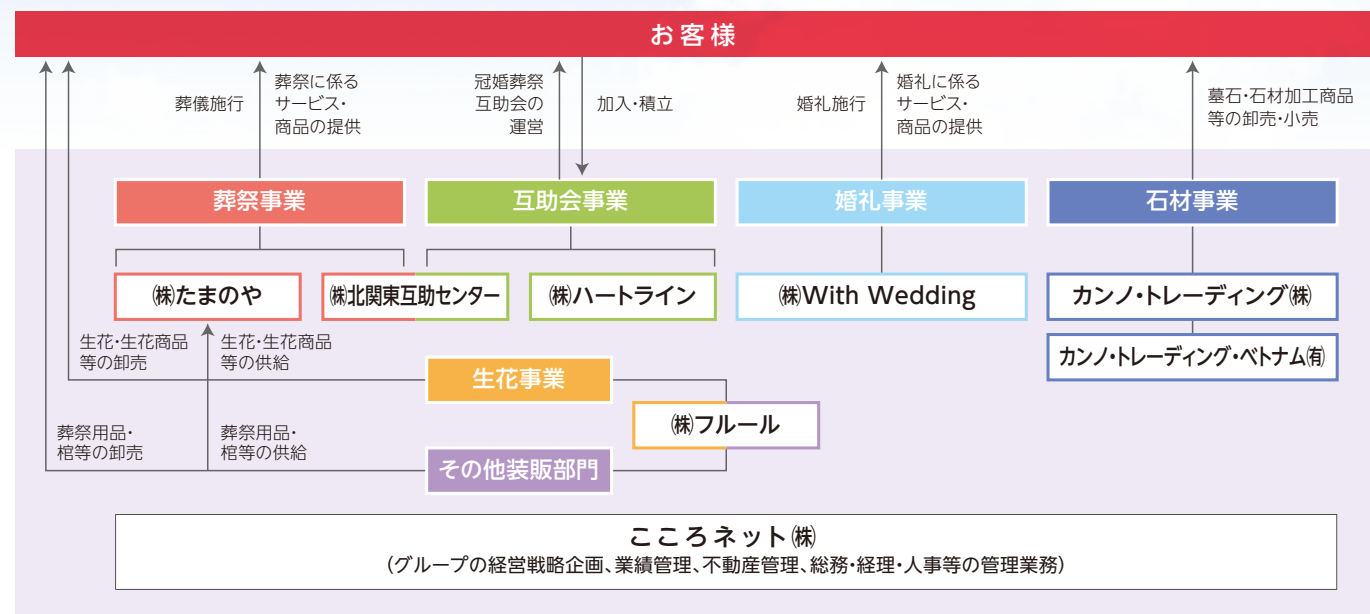 お客様
葬儀施行
葬祭に係る
サービス・
商品の提供
冠婚葬祭
互助会の
運営
加入・積立
婚礼施行
婚礼に係る
サービス・
商品の提供
墓石・石材加工商品
等の卸売・小売
葬祭事業
互助会事業
婚礼事業
石材事業
㈱たまのや
㈱北関東互助センター
㈱ハートライン
㈱With Wedding
カンノ・トレーディング㈱
カンノ・トレーディング・ベトナム㈲
生花・生花商品
等の卸売
生花・生花商品
等の供給
生花事業
㈱フルール
葬祭用品・
棺等の卸売
葬祭用品・
棺等の供給
その他装販部門
こころネット㈱
(グループの経営戦略企画、業績管理、不動産管理、総務・経理・人事等の管理業務)